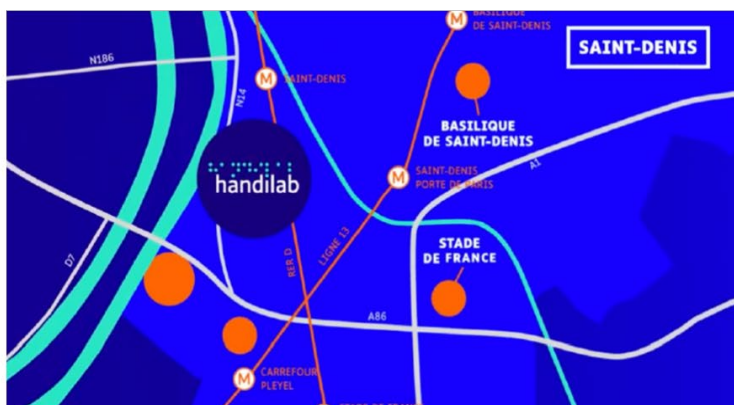 BASILIQUE
DE SAINT-DENIS
SAINT-DENIS
N186
SAINT-DENIS
N14
BASILIQUE
DE SAINT-DENIS
handilab
SAINT-DENIS
PORTE DE PARIS
A1
STADE
DE FRANCE
D7
RER D
LIGNE 13
A86
CARREFOUR
PLEYEL